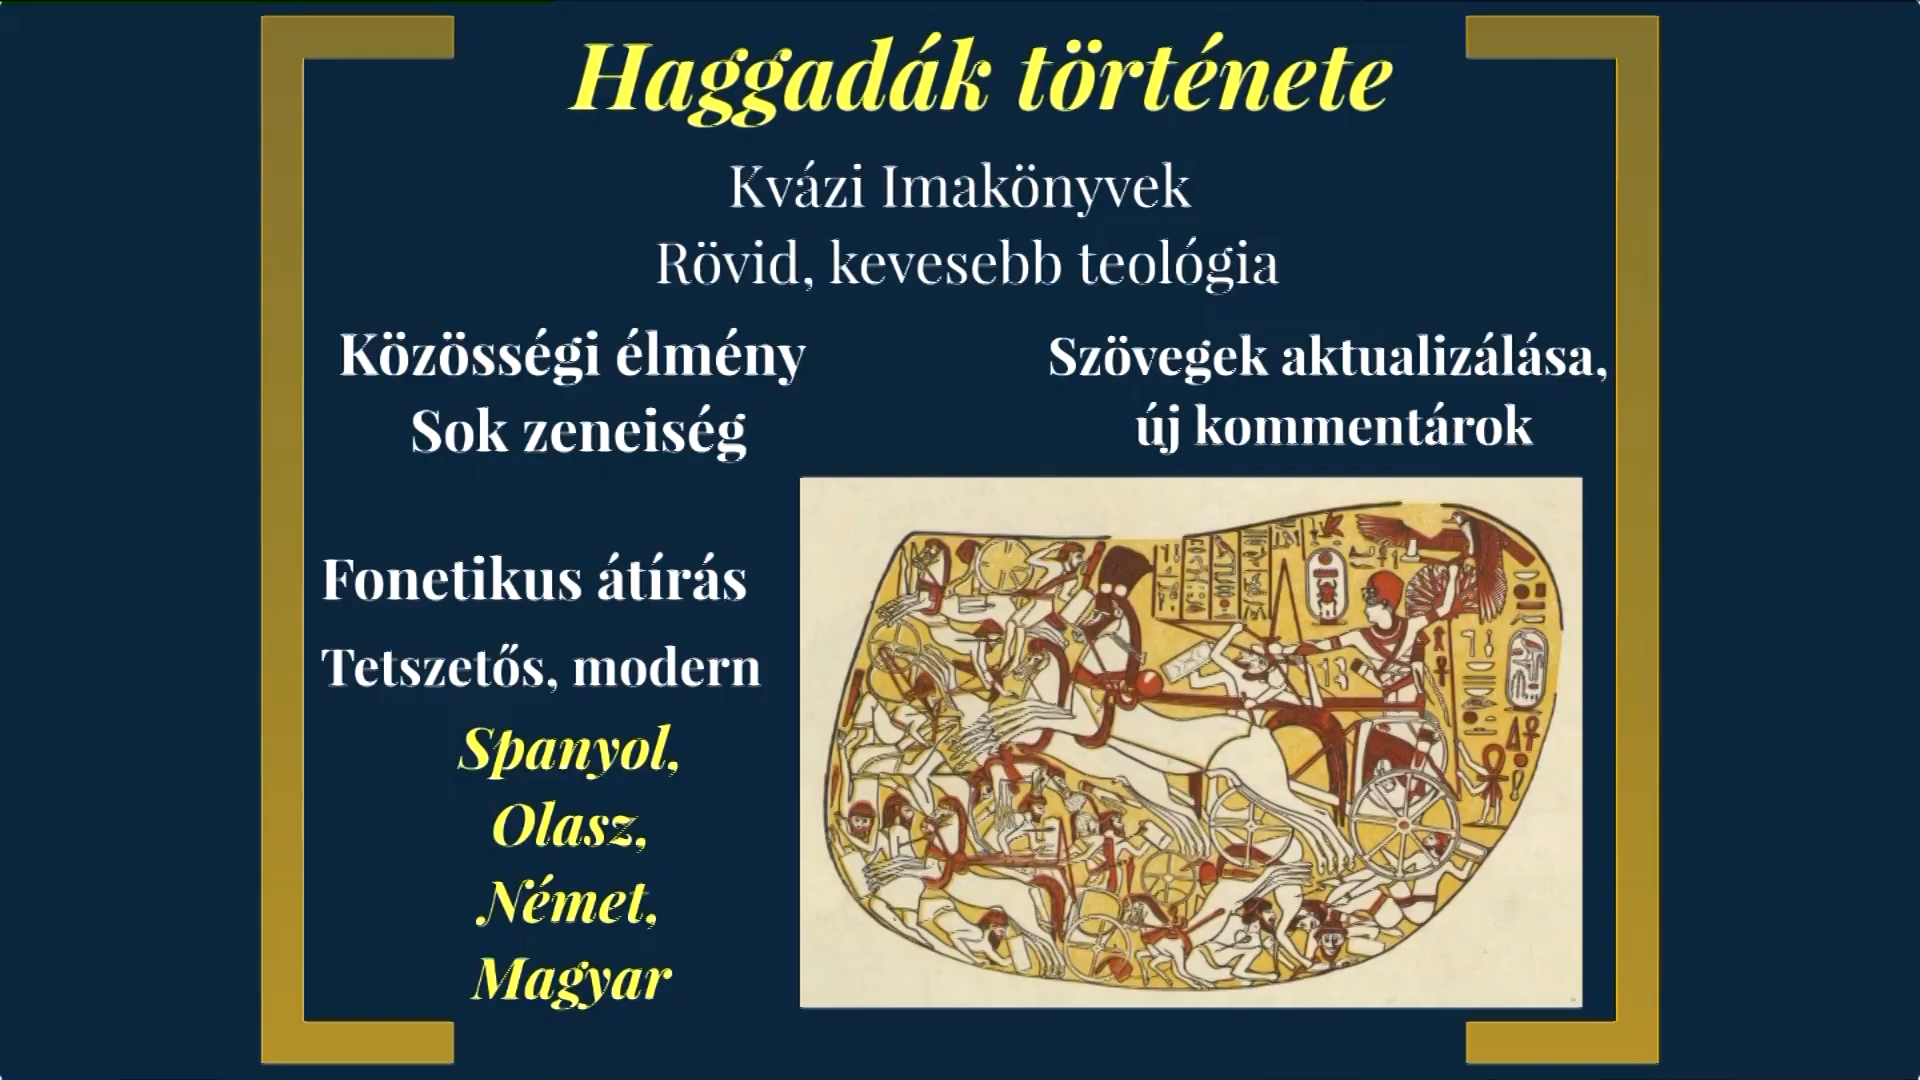 Haggadák története
Kvázi Imakönyvek
Rövid, kevesebb teológia
Közösségi élmény
Sok zeneiség
Szövegek aktualizálása,
új kommentárok
Fonetikus átírás
Tetszetős, modern
Spanyol,
Olasz,
Német,
Magyar
13